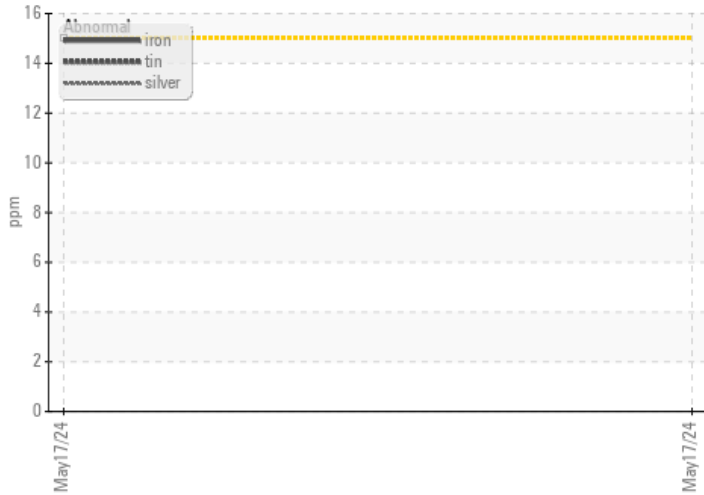 16
Abnormal
iron
tin
silver
14
12
10
8
6
4
2
0
ppm
May17/24
May17/24